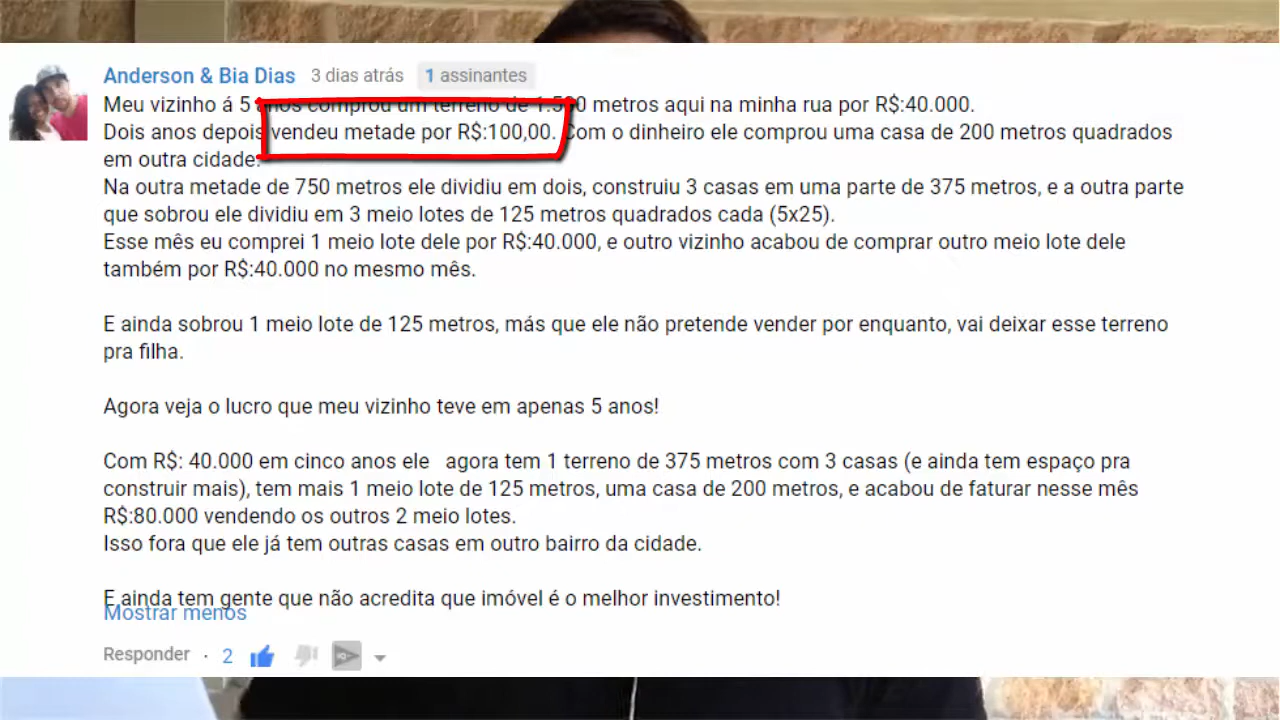 Anderson & Bia Dias 3 dias atrás 1 assinantes
Meu vizinho á 5 anos comprou um terreno de 1.500 metros aqui na minha rua por R$:40.000.
Dois anos depois vendeu metade por R$:100,00. Com o dinheiro ele comprou uma casa de 200 metros quadrados
em outra cidade.
Na outra metade de 750 metros ele dividiu em dois, construiu 3 casas em uma parte de 375 metros, e a outra parte
que sobrou ele dividiu em 3 meio lotes de 125 metros quadrados cada (5x25).
Esse mês eu comprei 1 meio lote dele por R$:40.000, e outro vizinho acabou de comprar outro meio lote dele
também por R$:40.000 no mesmo mês.
E ainda sobrou 1 meio lote de 125 metros, más que ele não pretende vender por enquanto, vai deixar esse terreno
pra filha.
Agora veja o lucro que meu vizinho teve em apenas 5 anos!
Com R$: 40.000 em cinco anos ele agora tem 1 terreno de 375 metros com 3 casas (e ainda tem espaço pra
construir mais), tem mais 1 meio lote de 125 metros, uma casa de 200 metros, e acabou de faturar nesse mês
R$:80.000 vendendo os outros 2 meio lotes.
Isso fora que ele já tem outras casas em outro bairro da cidade.
E ainda tem gente que não acredita que imóvel é o melhor investimento!
Mostrar menos
Responder · 2